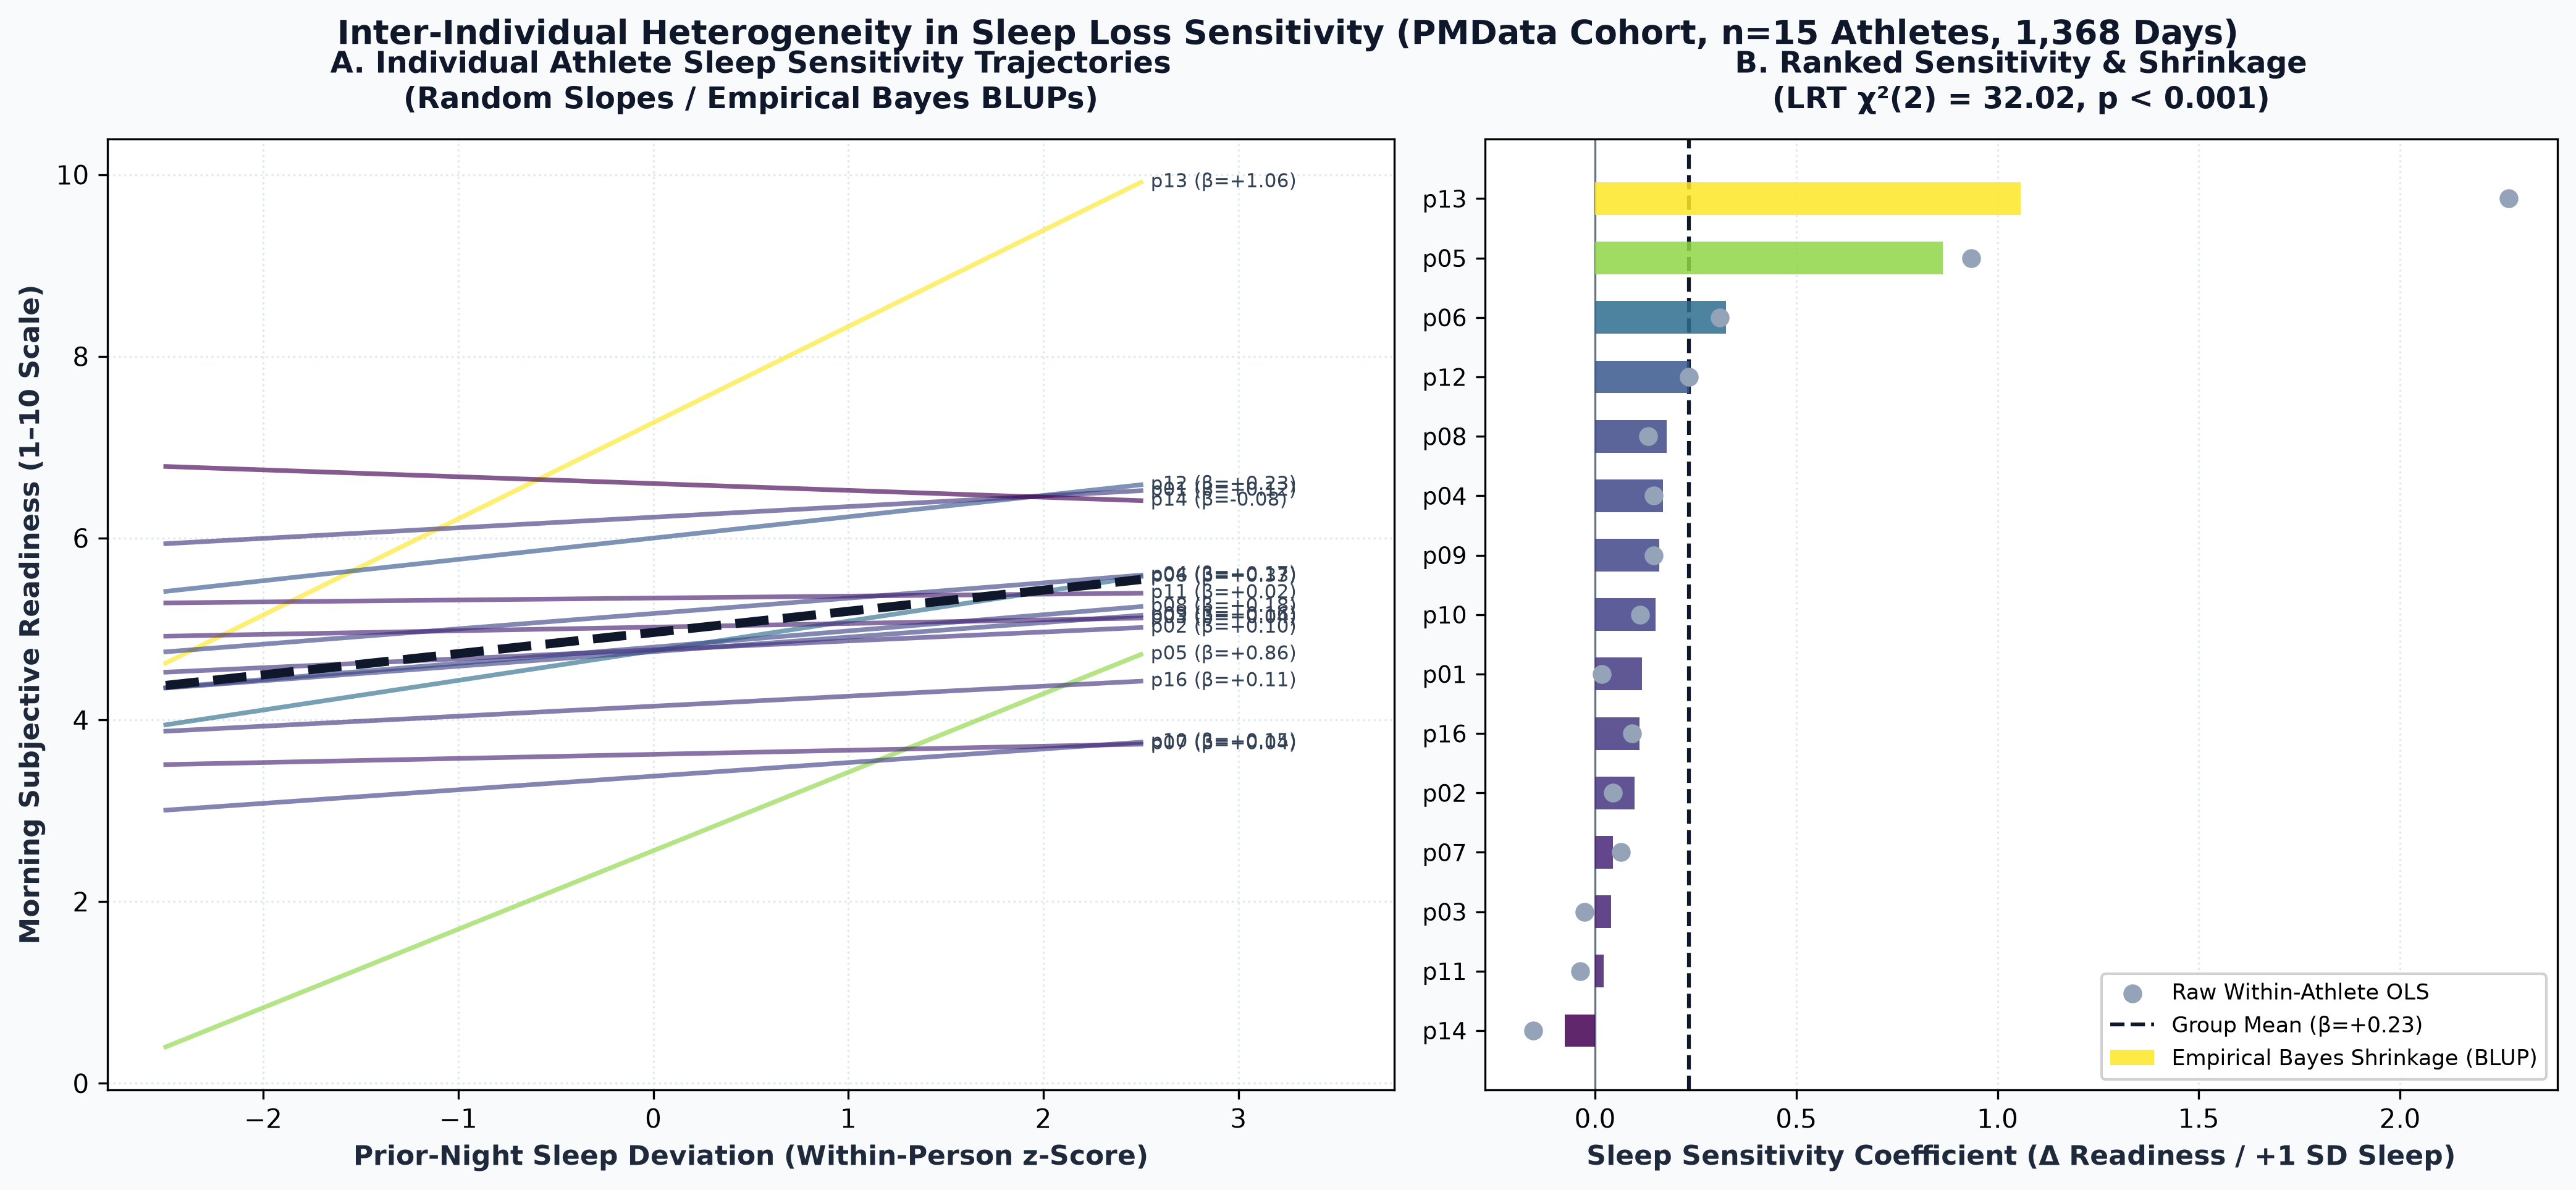 Inter-Individual Heterogeneity in Sleep Loss Sensitivity (PMData Cohort, n=15 Athletes, 1,368 Days)
A. Individual Athlete Sleep Sensitivity Trajectories
(Random Slopes / Empirical Bayes BLUPs)
Morning Subjective Readiness (1–10 Scale)
10
8
6
4
2
0
p13 (β=+1.06)
p12 (β=+0.23)
p14 (β=-0.08)
p11 (β=+0.02)
p02 (β=+0.10)
p05 (β=+0.86)
p16 (β=+0.11)
−2
−1
0
1
2
3
Prior-Night Sleep Deviation (Within-Person z-Score)
B. Ranked Sensitivity & Shrinkage
(LRT χ²(2) = 32.02, p < 0.001)
p13
p05
p06
p12
p08
p04
p09
p10
p01
p16
p02
p07
p03
p11
p14
Raw Within-Athlete OLS
Group Mean (β=+0.23)
Empirical Bayes Shrinkage (BLUP)
0.0
0.5
1.0
1.5
2.0
Sleep Sensitivity Coefficient (Δ Readiness / +1 SD Sleep)